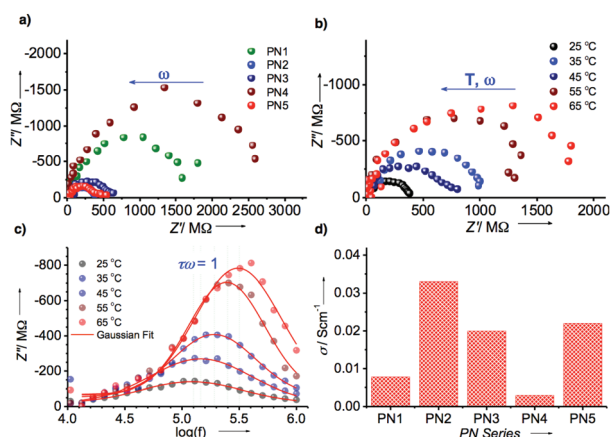 a)
-2000
-1500
-1000
-500
0
Z''/ MΩ
ω
PN1
PN2
PN3
PN4
PN5
0 500 1000 1500 2000 2500 3000
Z'/ MΩ
b)
-1000
-500
0
Z''/ MΩ
T, ω
25 °C
35 °C
45 °C
55 °C
65 °C
0 500 1000 1500 2000
Z'/ MΩ
c)
-800
-600
-400
-200
0
Z''/ MΩ
τω= 1
25 °C
35 °C
45 °C
55 °C
65 °C
Gaussian Fit
4.0 4.5 5.0 5.5 6.0
log(f)
d)
0.04
0.03
0.02
0.01
0.00
σ/ Scm⁻¹
PN1 PN2 PN3 PN4 PN5
PN Series